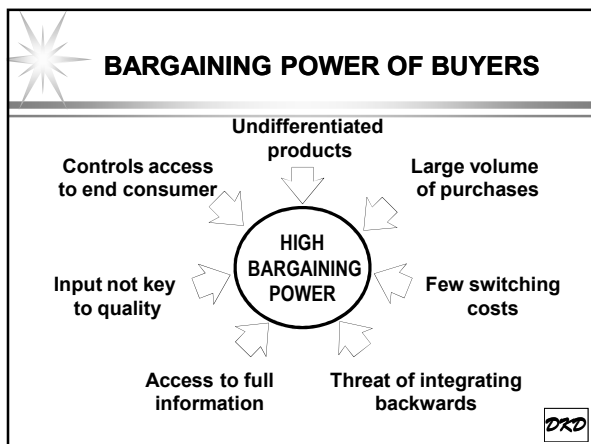 BARGAINING POWER OF BUYERS
Undifferentiated
products
Controls access
to end consumer
Large volume
of purchases
HIGH
BARGAINING
POWER
Input not key
to quality
Few switching
costs
Access to full
information
Threat of integrating
backwards
DKD